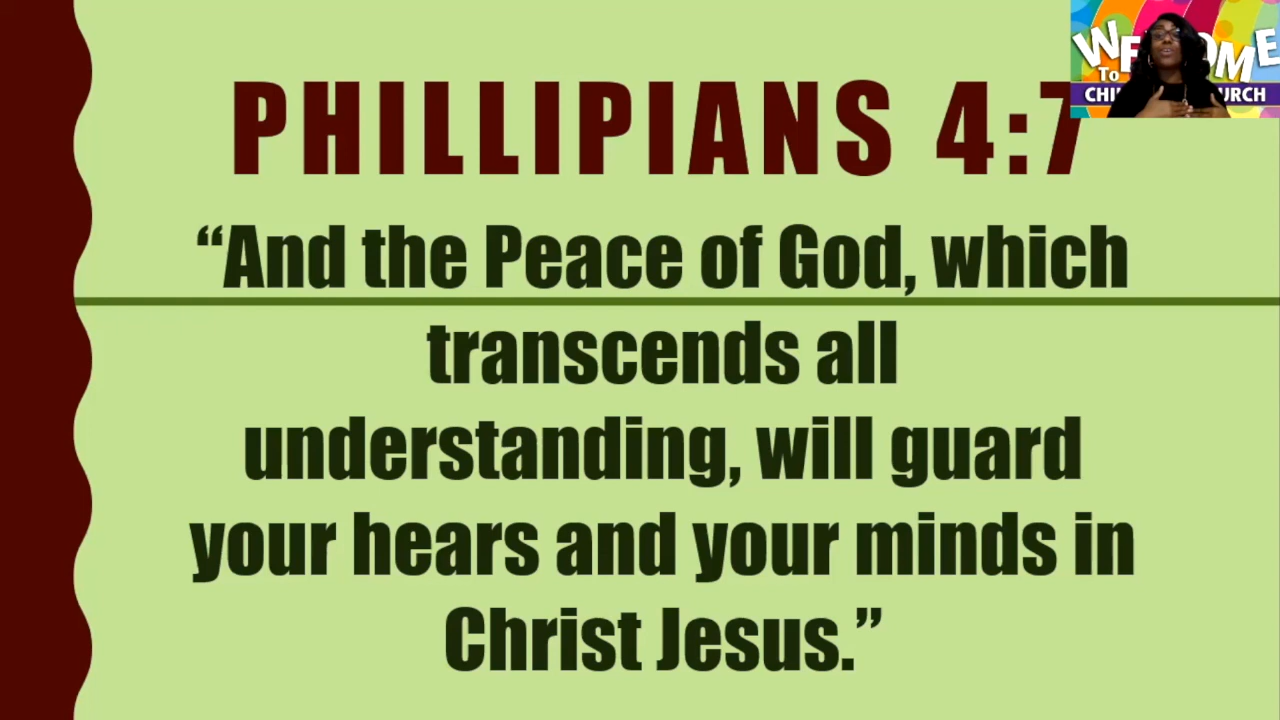 PHILLIPIANS 4:7
“And the Peace of God, which
transcends all
understanding, will guard
your hears and your minds in
Christ Jesus.”
To